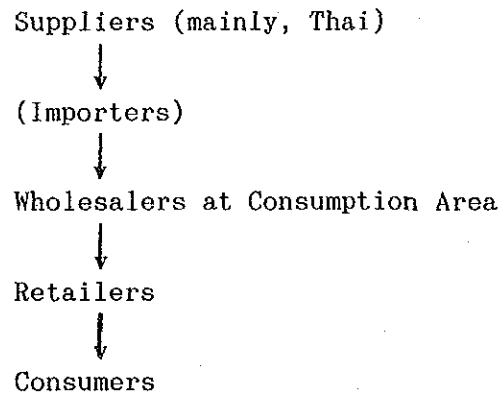 Suppliers (mainly, Thai)
(Importers)
Wholesalers at Consumption Area
Retailers
Consumers